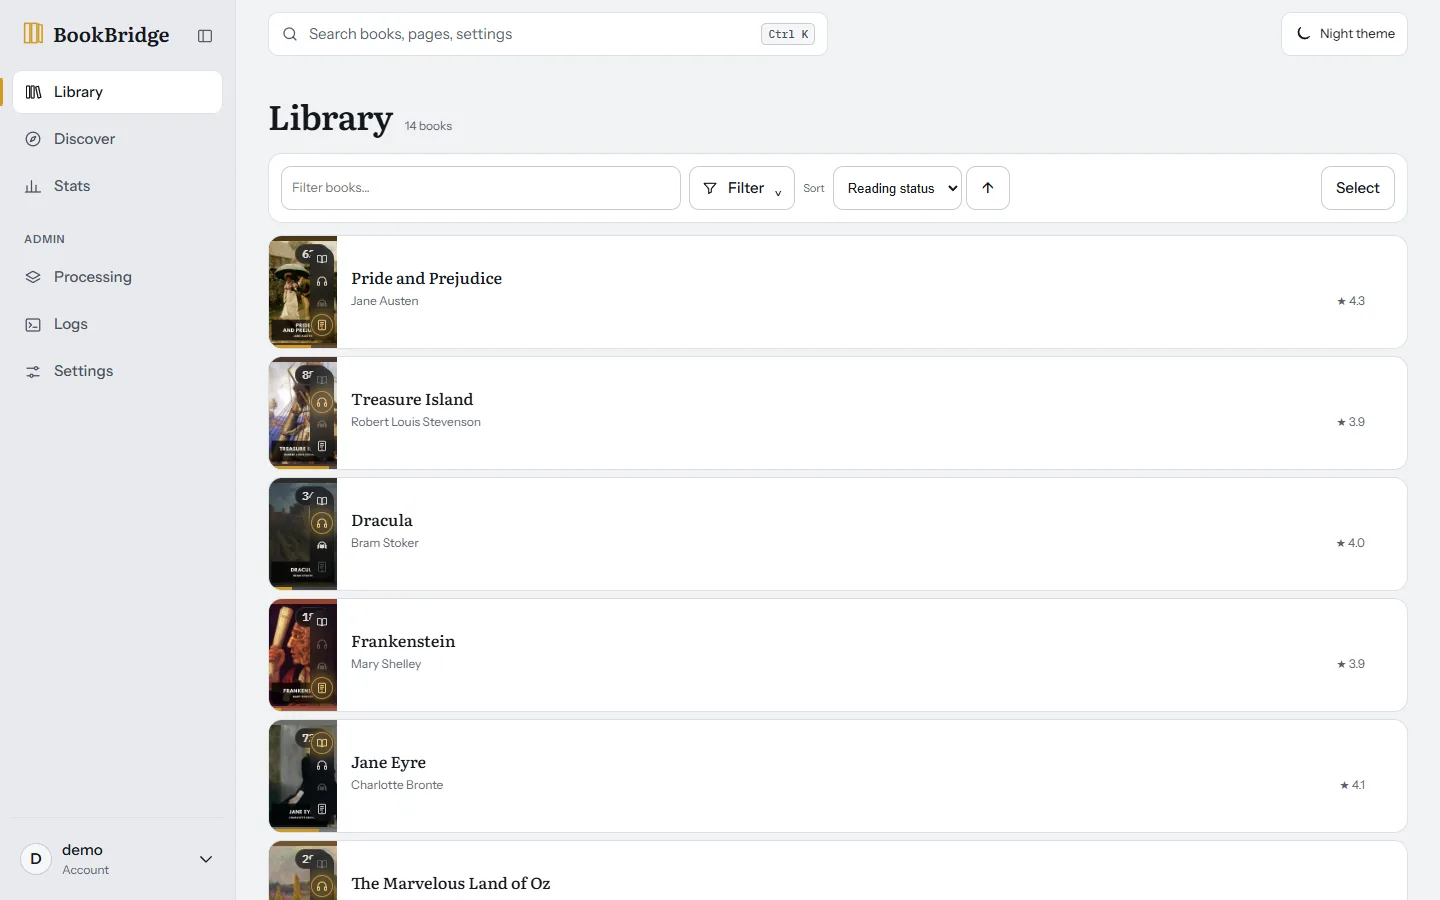 BookBridge
Search books, pages, settings
Ctrl K
Night theme
Library
Discover
Stats
ADMIN
Processing
Logs
Settings
demo
Account
D
Library
14 books
Filter books...
Filter
Sort
Reading status
Select
Pride and Prejudice
Jane Austen
★ 4.3
Treasure Island
Robert Louis Stevenson
★ 3.9
Dracula
Bram Stoker
★ 4.0
Frankenstein
Mary Shelley
★ 3.9
Jane Eyre
Charlotte Bronte
★ 4.1
The Marvelous Land of Oz